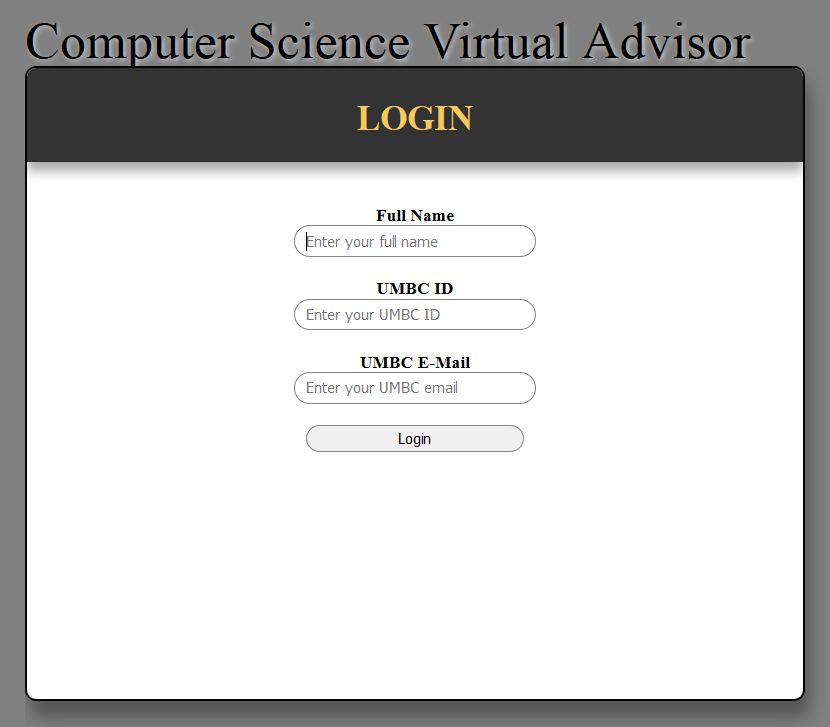 Computer Science Virtual Advisor
LOGIN
Full Name
Enter your full name
UMBC ID
Enter your UMBC ID
UMBC E-Mail
Enter your UMBC email
Login